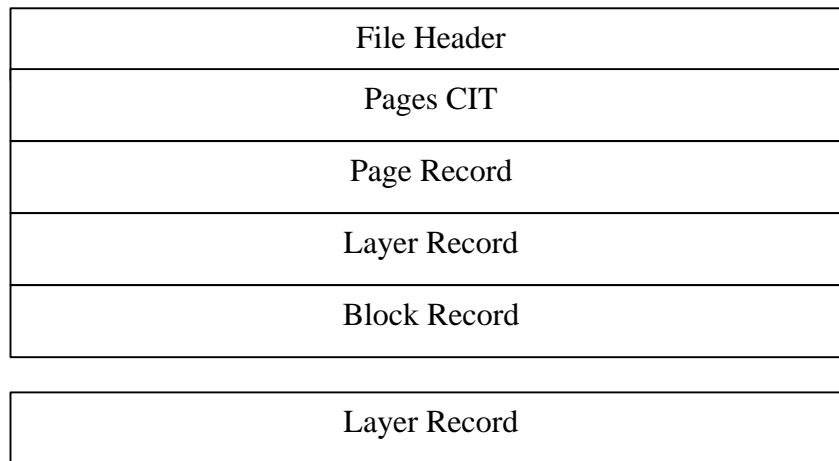 File Header
Pages CIT
Page Record
Layer Record
Block Record
Layer Record